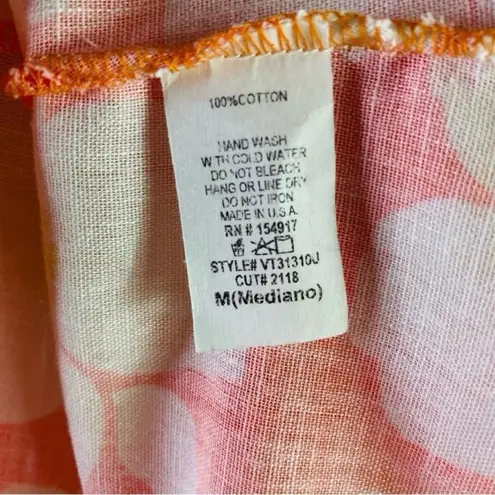 100%COTTON
HAND WASH
WITH COLD WATER
DO NOT BLEACH
HANG OR LINE DRY
DO NOT IRON
MADE IN U.S.A.
RN # 154917
STYLE# VT31310J
CUT# 2118
M(Mediano)